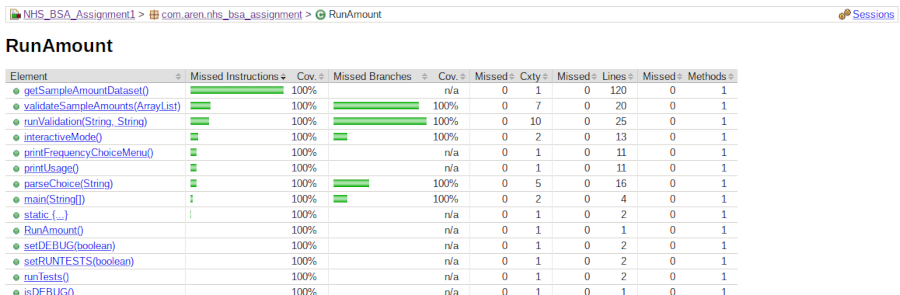 NHS_BSA_Assignment1 > com.aren.nhs_bsa_assignment > RunAmount Sessions
RunAmount
Element Missed Instructions Cov. Missed Branches Cov. Missed Cxty Missed Lines Missed Methods
getSampleAmountDataset() 100% n/a 0 1 0 120 0 1
validateSampleAmounts(ArrayList) 100% 100% 0 7 0 20 0 1
runValidation(String, String) 100% 100% 0 10 0 25 0 1
interactiveMode() 100% 100% 0 2 0 13 0 1
printFrequencyChoiceMenu() 100% n/a 0 1 0 11 0 1
printUsage() 100% n/a 0 1 0 11 0 1
parseChoice(String) 100% 100% 0 5 0 16 0 1
main(String[]) 100% 100% 0 2 0 4 0 1
static {...} 100% n/a 0 1 0 2 0 1
RunAmount() 100% n/a 0 1 0 1 0 1
setDEBUG(boolean) 100% n/a 0 1 0 2 0 1
setRUNTESTS(boolean) 100% n/a 0 1 0 2 0 1
runTests() 100% n/a 0 1 0 2 0 1
isDEBUG() 100% n/a 0 1 0 1 0 1